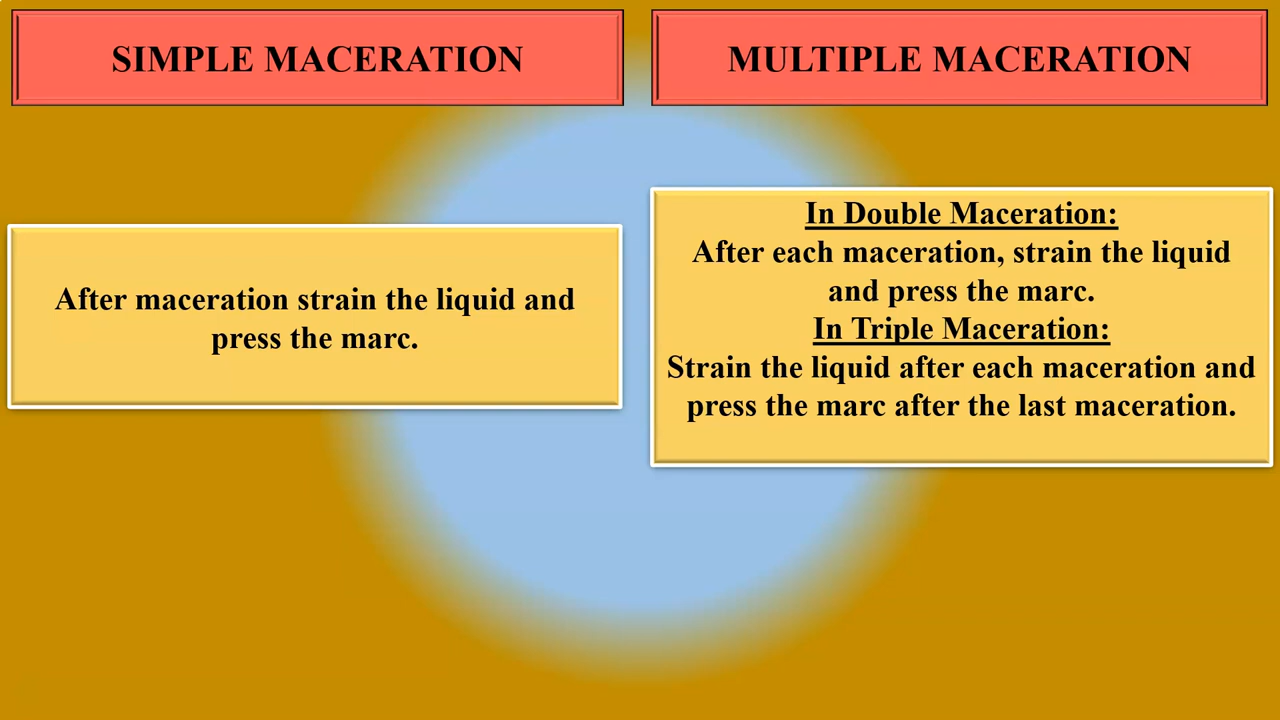 SIMPLE MACERATION
MULTIPLE MACERATION
After maceration strain the liquid and
press the marc.
In Double Maceration:
After each maceration, strain the liquid
and press the marc.
In Triple Maceration:
Strain the liquid after each maceration and
press the marc after the last maceration.